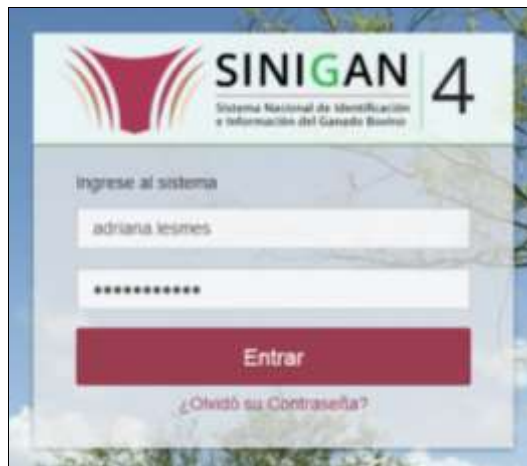 SINIGAN 4
Sistema Nacional de Identificación
e Información del Ganado Bovino
Ingrese al sistema
adriana lesmes
●●●●●●●●●●●
Entrar
¿Olvidó su Contraseña?